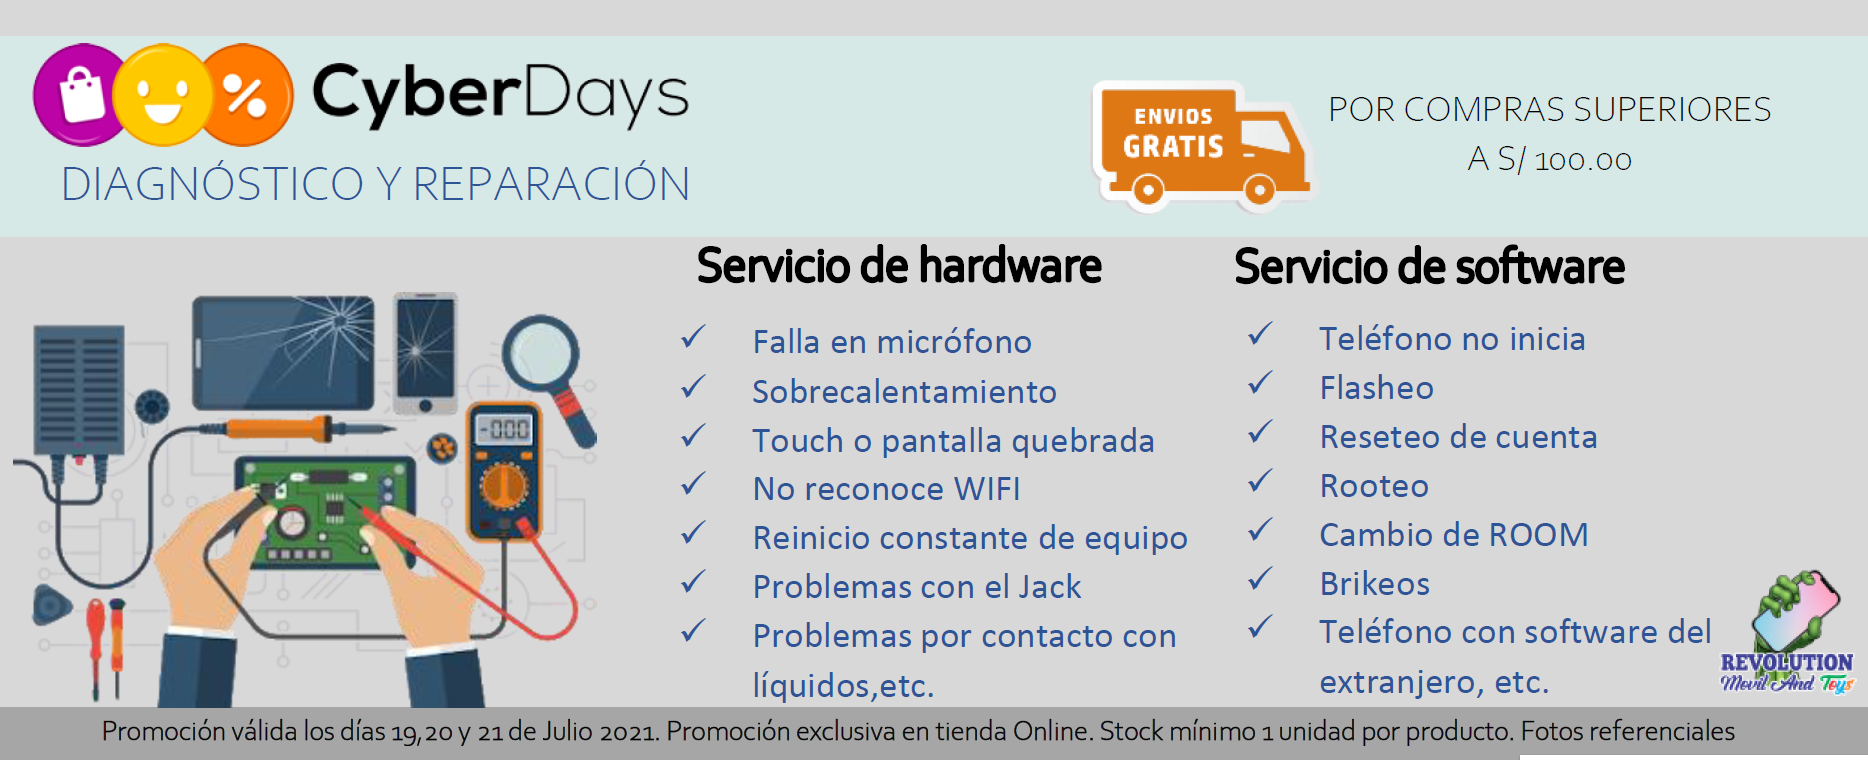 CyberDays
DIAGNÓSTICO Y REPARACIÓN
ENVIOS
GRATIS
POR COMPRAS SUPERIORES
A S/ 100.00
Servicio de hardware
Falla en micrófono
Sobrecalentamiento
Touch o pantalla quebrada
No reconoce WIFI
Reinicio constante de equipo
Problemas con el Jack
Problemas por contacto con
líquidos,etc.
Servicio de software
Teléfono no inicia
Flasheo
Reseteo de cuenta
Rooteo
Cambio de ROOM
Brikeos
Teléfono con software del
extranjero, etc.
-000
REVOLUTION
Movil And Toys
Promoción válida los días 19,20 y 21 de Julio 2021. Promoción exclusiva en tienda Online. Stock mínimo 1 unidad por producto. Fotos referenciales